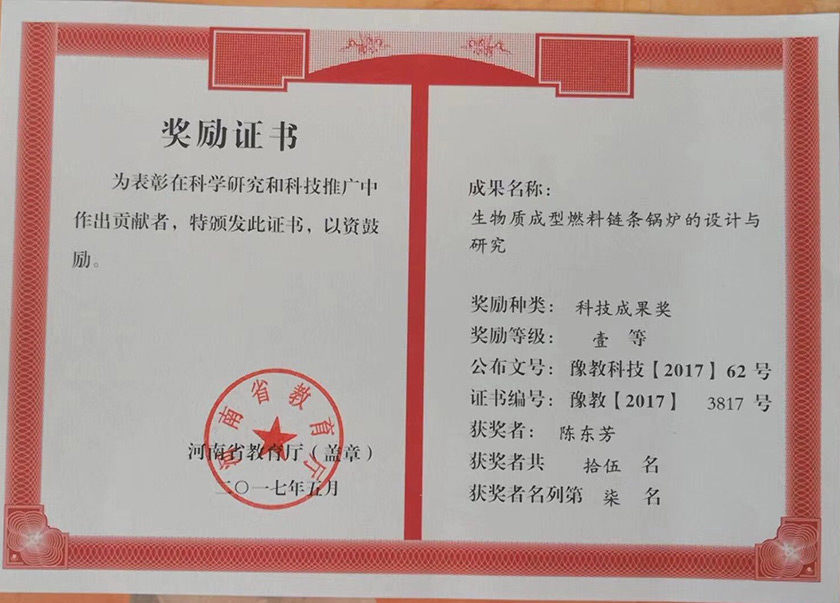 奖励证书
为表彰在科学研究和科技推广中
作出贡献者，特颁发此证书，以资鼓
励。
河南省教育厅
河南省教育厅（盖章）
二〇一七年五月
成果名称：
生物质成型燃料链条锅炉的设计与
研究
奖励种类： 科技成果奖
奖励等级： 壹 等
公布文号：豫教科技【2017】62 号
证书编号：豫教【2017】 3817 号
获奖者： 陈东芳
获奖者共 拾伍 名
获奖者名列第 柒 名